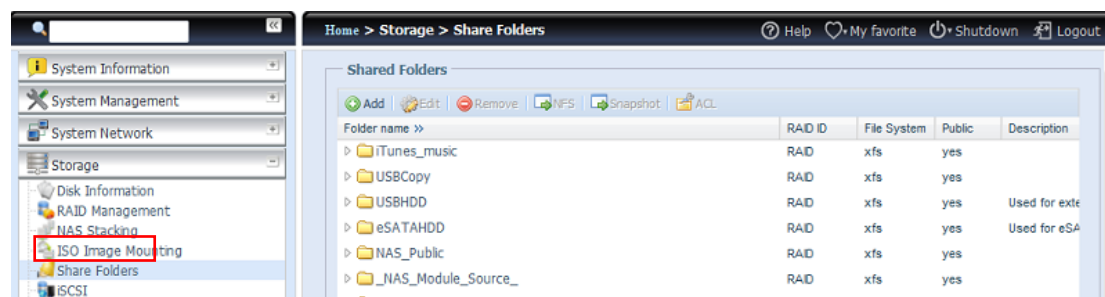 Home > Storage > Share Folders
Help My favorite Shutdown Logout
System Information
System Management
System Network
Storage
Disk Information
RAID Management
NAS Stacking
ISO Image Mounting
Share Folders
iSCSI
Shared Folders
Add Edit Remove NFS Snapshot ACL
Folder name >> RAID ID File System Public Description
iTunes_music RAID xfs yes
USBCopy RAID xfs yes
USBHDD RAID xfs yes Used for exte
eSATAHDD RAID xfs yes Used for eSA
NAS_Public RAID xfs yes
_NAS_Module_Source_ RAID xfs yes